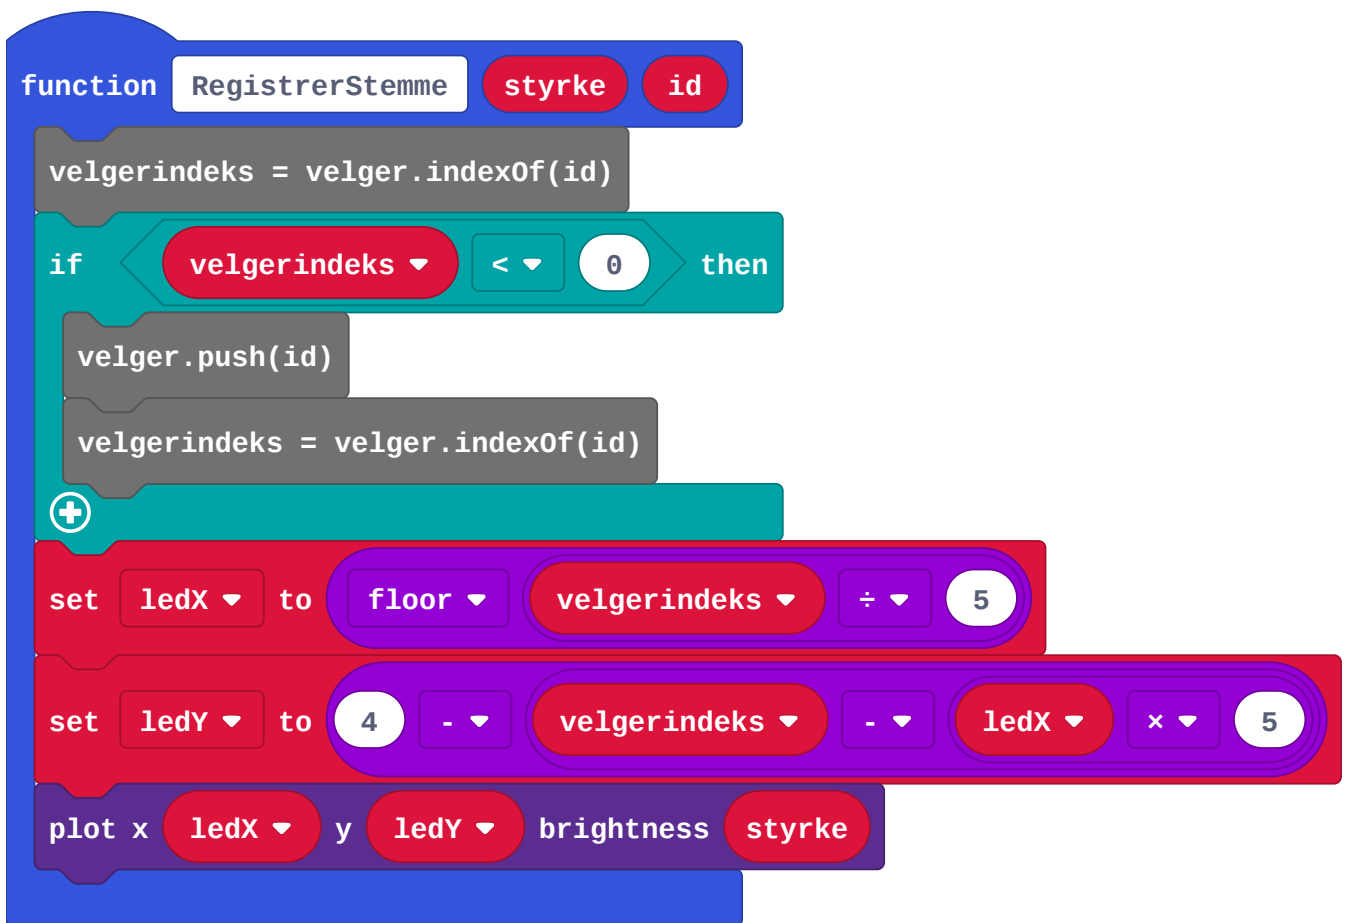 function RegistrerStemme styrke id
velgerindeks = velger.indexOf(id)
if velgerindeks < 0 then
velger.push(id)
velgerindeks = velger.indexOf(id)
set ledX to floor velgerindeks ÷ 5
set ledY to 4 - velgerindeks - ledX × 5
plot x ledX y ledY brightness styrke